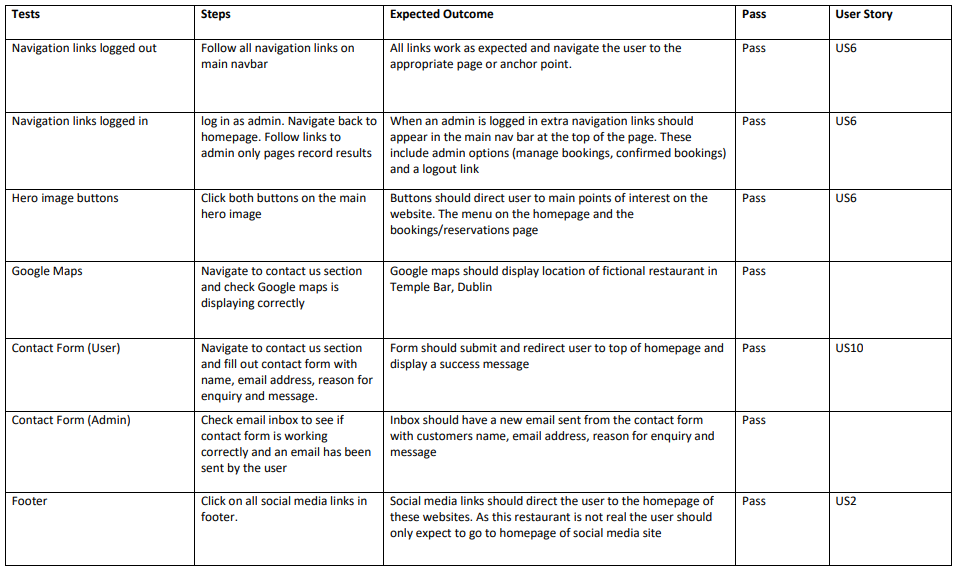 Tests Steps Expected Outcome Pass User Story
Navigation links logged out Follow all navigation links on All links work as expected and navigate the user to the Pass US6
main navbar appropriate page or anchor point.
Navigation links logged in log in as admin. Navigate back to When an admin is logged in extra navigation links should Pass US6
homepage. Follow links to appear in the main nav bar at the top of the page. These
admin only pages record results include admin options (manage bookings, confirmed bookings)
and a logout link
Hero image buttons Click both buttons on the main Buttons should direct user to main points of interest on the Pass US6
hero image website. The menu on the homepage and the
bookings/reservations page
Google Maps Navigate to contact us section Google maps should display location of fictional restaurant in Pass
and check Google maps is Temple Bar, Dublin
displaying correctly
Contact Form (User) Navigate to contact us section Form should submit and redirect user to top of homepage and Pass US10
and fill out contact form with display a success message
name, email address, reason for
enquiry and message.
Contact Form (Admin) Check email inbox to see if Inbox should have a new email sent from the contact form Pass
contact form is working with customers name, email address, reason for enquiry and
correctly and an email has been message
sent by the user
Footer Click on all social media links in Social media links should direct the user to the homepage of Pass US2
footer. these websites. As this restaurant is not real the user should
only expect to go to homepage of social media site